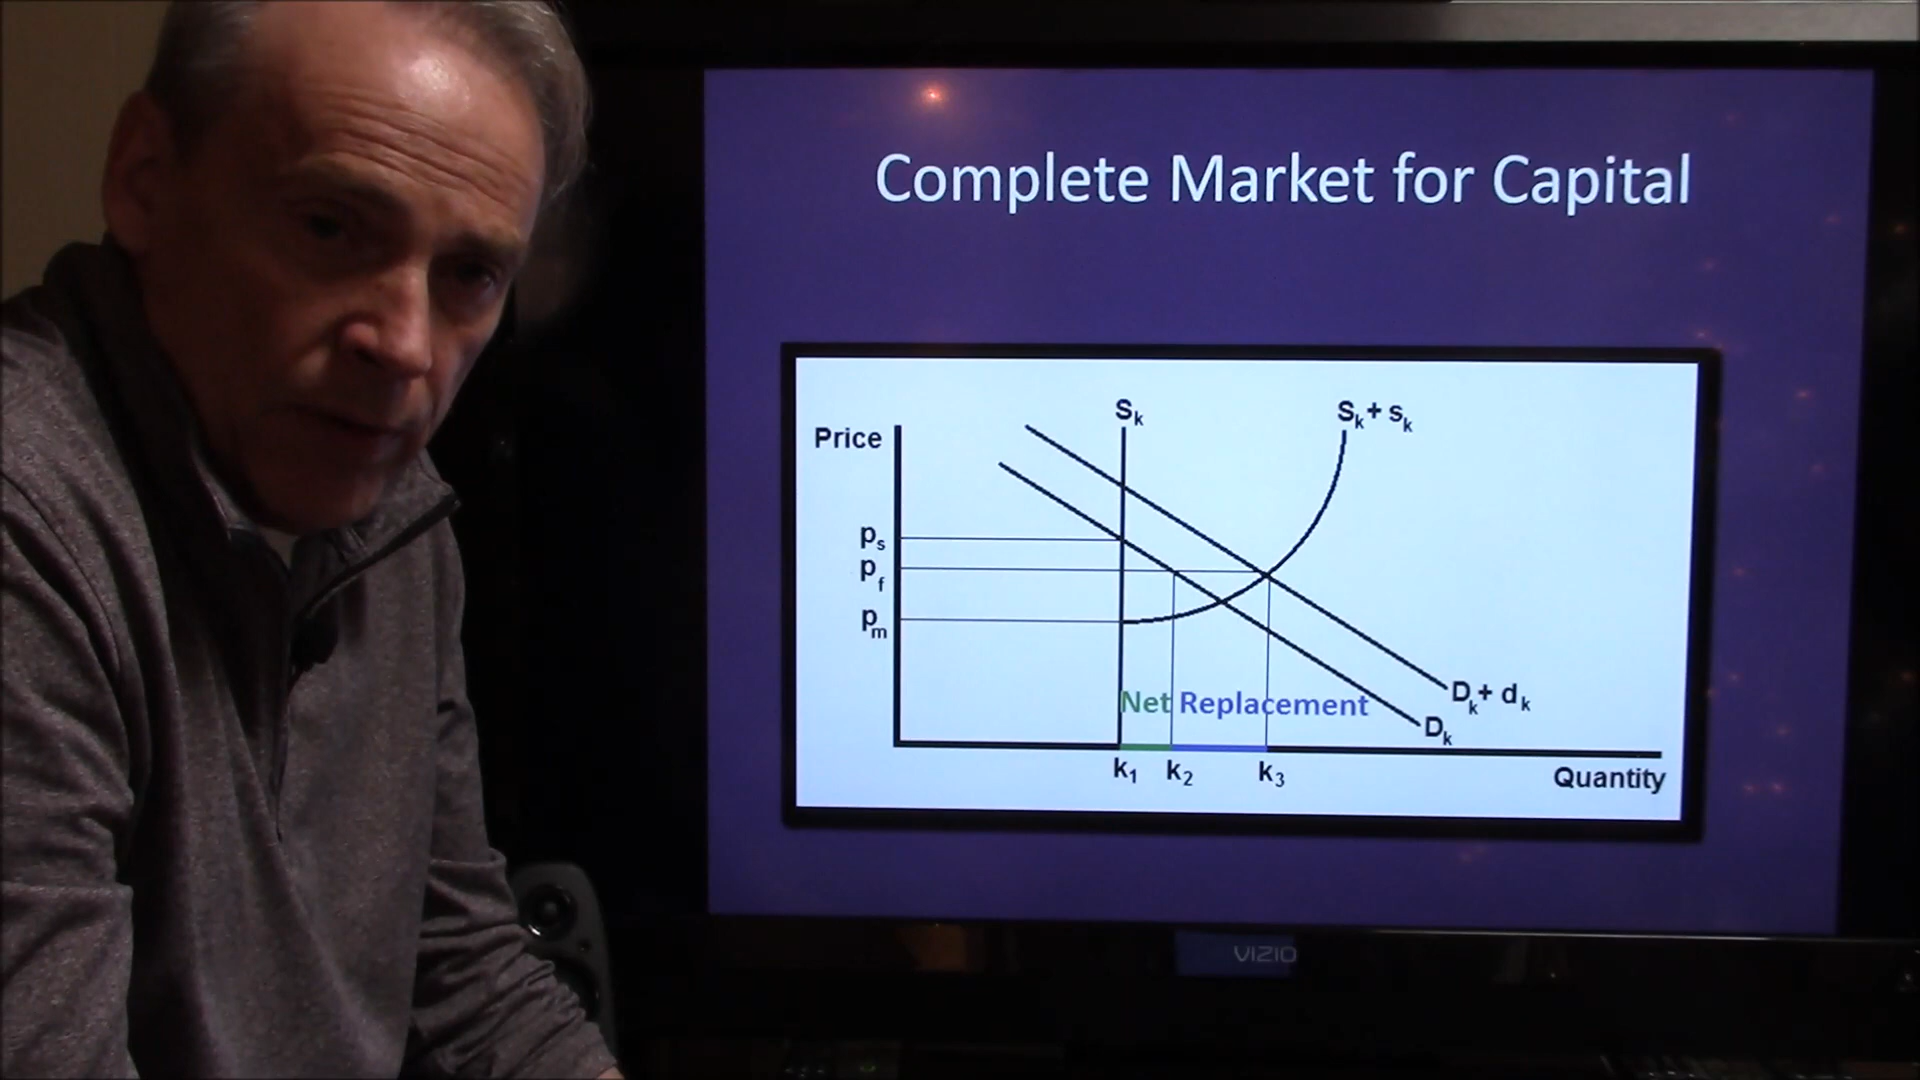 Complete Market for Capital
Sk
Sk + sk
Price
ps
pf
pm
Dk + dk
Net Replacement
Dk
k1 k2 k3
Quantity
VIZIO